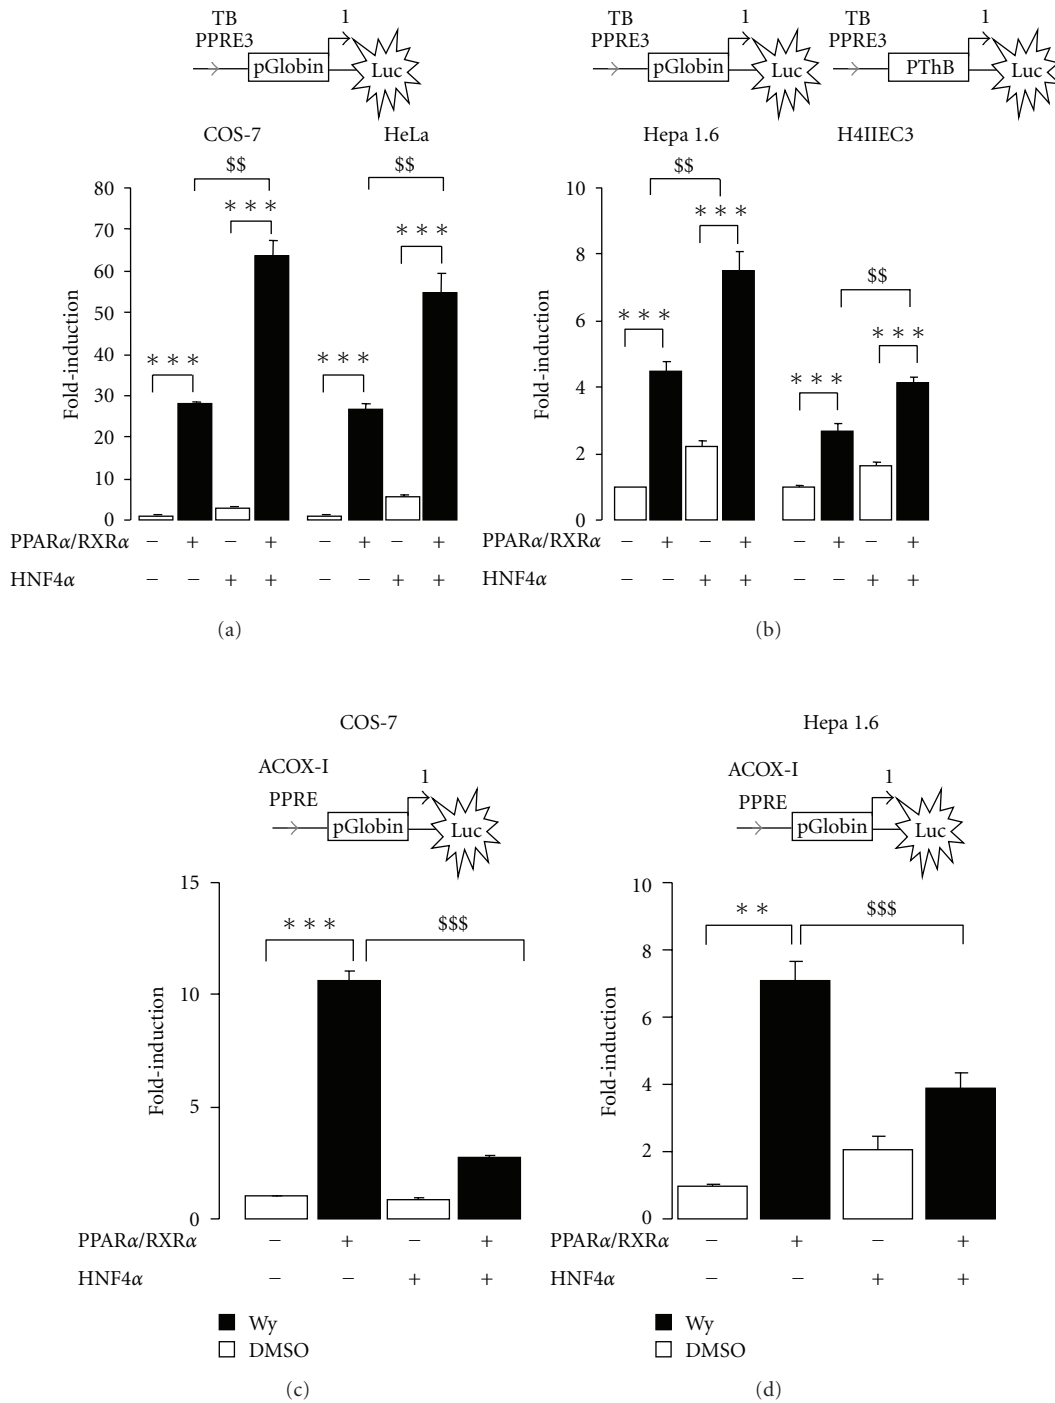 TB
PPRE3
1
pGlobin
Luc
TB
PPRE3
1
pGlobin
Luc
TB
PPRE3
1
PThB
Luc
COS-7
HeLa
$$
$$
∗∗∗
∗∗∗
∗∗∗
∗∗∗
80
70
60
50
40
30
20
10
0
Fold-induction
PPARα/RXRα − + − + − + − +
HNF4α − − + + − − + +
(a)
Hepa 1.6
H4IIEC3
$$
$$
∗∗∗
∗∗∗
∗∗∗
∗∗∗
10
8
6
4
2
0
Fold-induction
PPARα/RXRα − + − + − + − +
HNF4α − − + + − − + +
(b)
COS-7
ACOX-I
PPRE
1
pGlobin
Luc
∗∗∗
$$$
15
10
5
0
Fold-induction
PPARα/RXRα − + − +
HNF4α − − + +
Wy
DMSO
(c)
Hepa 1.6
ACOX-I
PPRE
1
pGlobin
Luc
∗∗
$$$
10
8
6
4
2
0
Fold-induction
PPARα/RXRα − + − +
HNF4α − − + +
Wy
DMSO
(d)